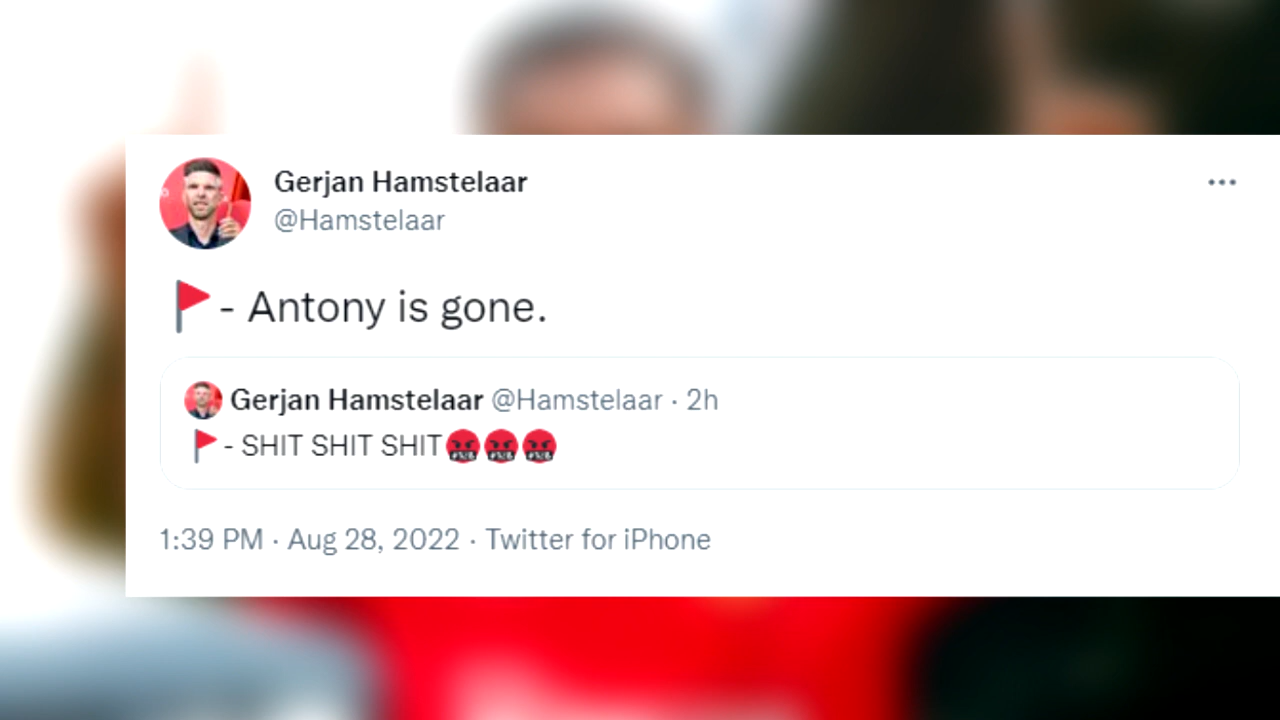 Gerjan Hamstelaar
@Hamstelaar
🚩- Antony is gone.
Gerjan Hamstelaar @Hamstelaar · 2h
🚩- SHIT SHIT SHIT🤬🤬🤬
1:39 PM · Aug 28, 2022 · Twitter for iPhone